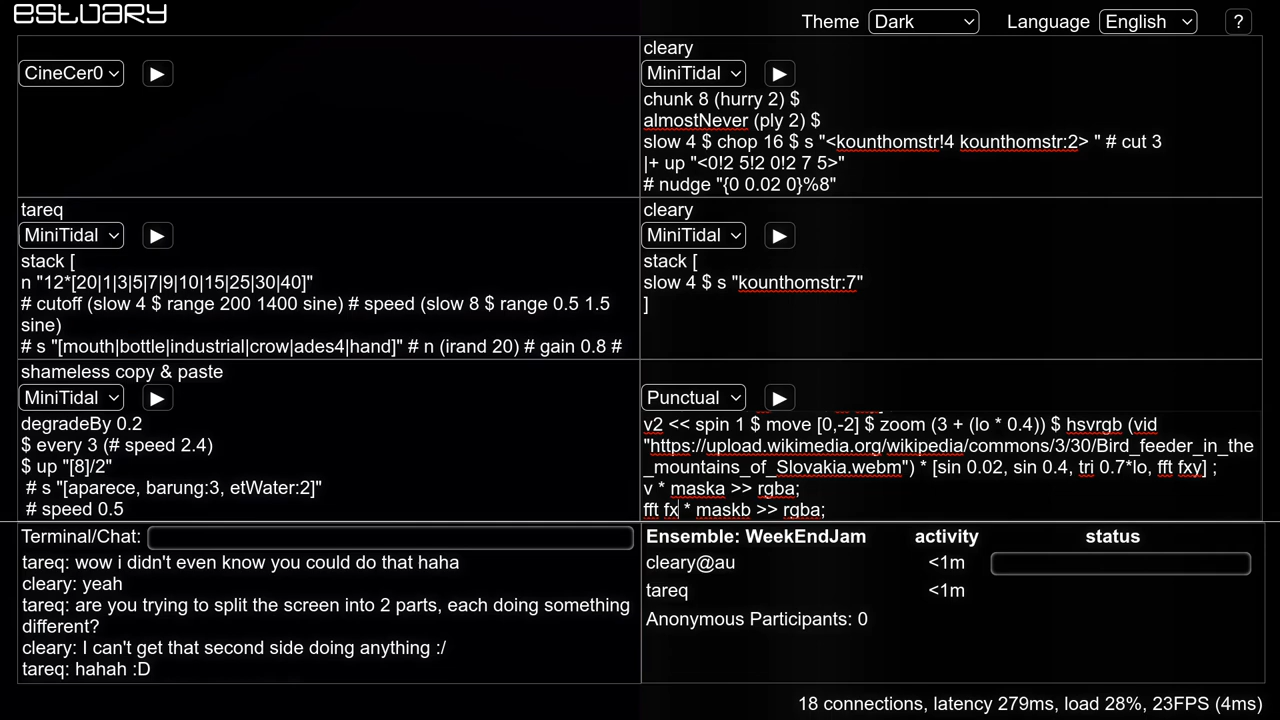 estuary
Theme Dark Language English ?
CineCer0
cleary
MiniTidal
chunk 8 (hurry 2) $
almostNever (ply 2) $
slow 4 $ chop 16 $ s "<kounthomstr!4 kounthomstr:2> " # cut 3
|+ up "<0!2 5!2 0!2 7 5>"
# nudge "{0 0.02 0}%8"
tareq
MiniTidal
stack [
n "12*[20|1|3|5|7|9|10|15|25|30|40]"
# cutoff (slow 4 $ range 200 1400 sine) # speed (slow 8 $ range 0.5 1.5
sine)
# s "[mouth|bottle|industrial|crow|ades4|hand]" # n (irand 20) # gain 0.8 #
cleary
MiniTidal
stack [
slow 4 $ s "kounthomstr:7"
]
shameless copy & paste
MiniTidal
degradeBy 0.2
$ every 3 (# speed 2.4)
$ up "[8]/2"
# s "[aparece, barung:3, etWater:2]"
# speed 0.5
Punctual
v2 << spin 1 $ move [0,-2] $ zoom (3 + (lo * 0.4)) $ hsvrgb (vid
"https://upload.wikimedia.org/wikipedia/commons/3/30/Bird_feeder_in_the
_mountains_of_Slovakia.webm") * [sin 0.02, sin 0.4, tri 0.7*lo, fft fxy] ;
v * maska >> rgba;
fft fx * maskb >> rgba;
Terminal/Chat:
tareq: wow i didn't even know you could do that haha
cleary: yeah
tareq: are you trying to split the screen into 2 parts, each doing something
different?
cleary: I can't get that second side doing anything :/
tareq: hahah :D
Ensemble: WeekEndJam activity status
cleary@au <1m
tareq <1m
Anonymous Participants: 0
18 connections, latency 279ms, load 28%, 23FPS (4ms)